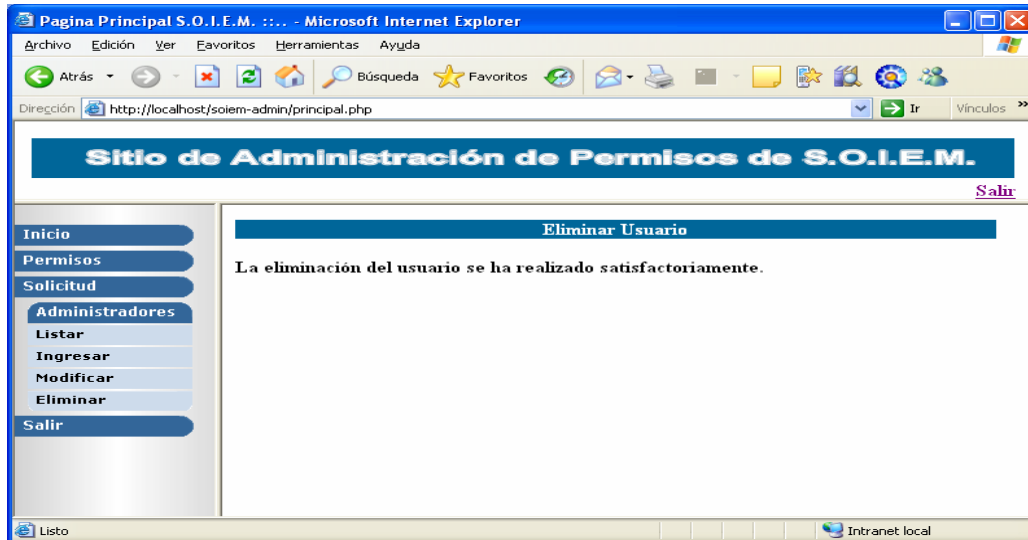 Pagina Principal S.O.I.E.M. ::.. - Microsoft Internet Explorer
Archivo Edición Ver Favoritos Herramientas Ayuda
Atrás Búsqueda Favoritos
Dirección http://localhost/soiem-admin/principal.php Ir Vínculos »
Sitio de Administración de Permisos de S.O.I.E.M.
Salir
Inicio
Permisos
Solicitud
Administradores
Listar
Ingresar
Modificar
Eliminar
Salir
Eliminar Usuario
La eliminación del usuario se ha realizado satisfactoriamente.
Listo Intranet local